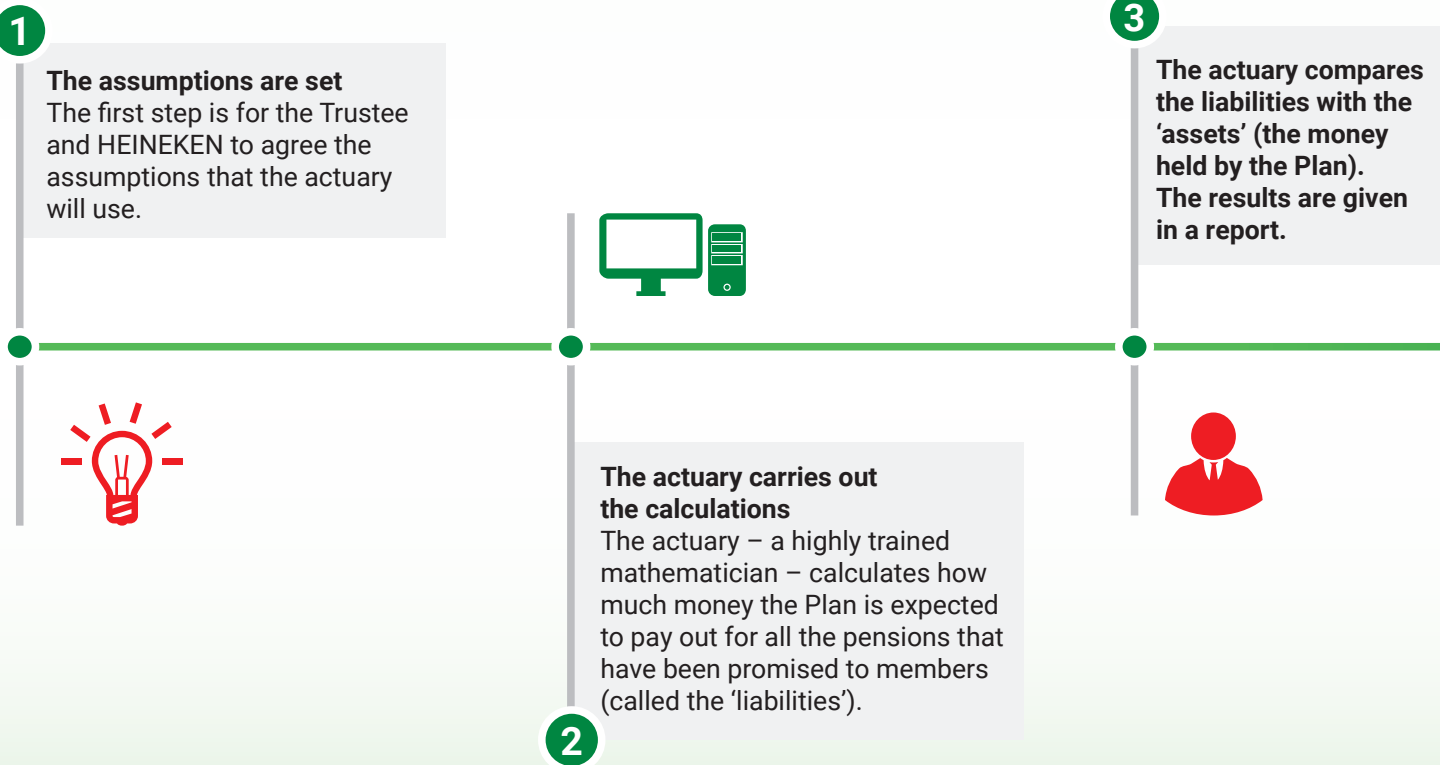 1
The assumptions are set
The first step is for the Trustee
and HEINEKEN to agree the
assumptions that the actuary
will use.
The actuary carries out
the calculations
The actuary – a highly trained
mathematician – calculates how
much money the Plan is expected
to pay out for all the pensions that
have been promised to members
(called the ‘liabilities’).
2
3
The actuary compares
the liabilities with the
‘assets’ (the money
held by the Plan).
The results are given
in a report.